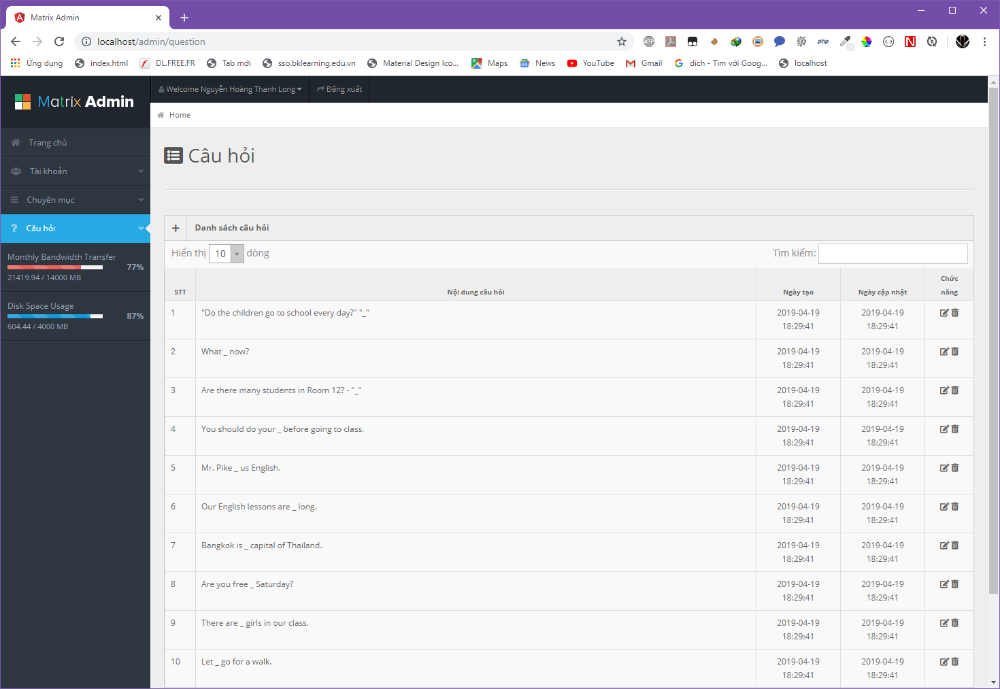 Matrix Admin
localhost/admin/question
ABP
php
N
Ứng dụng
index.html
DL.FREE.FR
Tab mới
sso.bklearning.edu.vn
Material Design Ico...
Maps
News
YouTube
Gmail
dich - Tìm với Goog...
localhost
Matrix Admin
Welcome Nguyễn Hoàng Thanh Long
Đăng xuất
Home
Trang chủ
Tài khoản
Chuyên mục
? Câu hỏi
Monthly Bandwidth Transfer
77%
21419.94 / 14000 MB
Disk Space Usage
87%
604.44 / 4000 MB
Câu hỏi
+ Danh sách câu hỏi
Hiển thị 10 dòng
Tìm kiếm:
STT Nội dung câu hỏi Ngày tạo Ngày cập nhật Chức năng
1 "Do the children go to school every day?" "_" 2019-04-19 18:29:41 2019-04-19 18:29:41
2 What _ now? 2019-04-19 18:29:41 2019-04-19 18:29:41
3 Are there many students in Room 12? - "_" 2019-04-19 18:29:41 2019-04-19 18:29:41
4 You should do your _ before going to class. 2019-04-19 18:29:41 2019-04-19 18:29:41
5 Mr. Pike _ us English. 2019-04-19 18:29:41 2019-04-19 18:29:41
6 Our English lessons are _ long. 2019-04-19 18:29:41 2019-04-19 18:29:41
7 Bangkok is _ capital of Thailand. 2019-04-19 18:29:41 2019-04-19 18:29:41
8 Are you free _ Saturday? 2019-04-19 18:29:41 2019-04-19 18:29:41
9 There are _ girls in our class. 2019-04-19 18:29:41 2019-04-19 18:29:41
10 Let _ go for a walk. 2019-04-19 18:29:41 2019-04-19 18:29:41